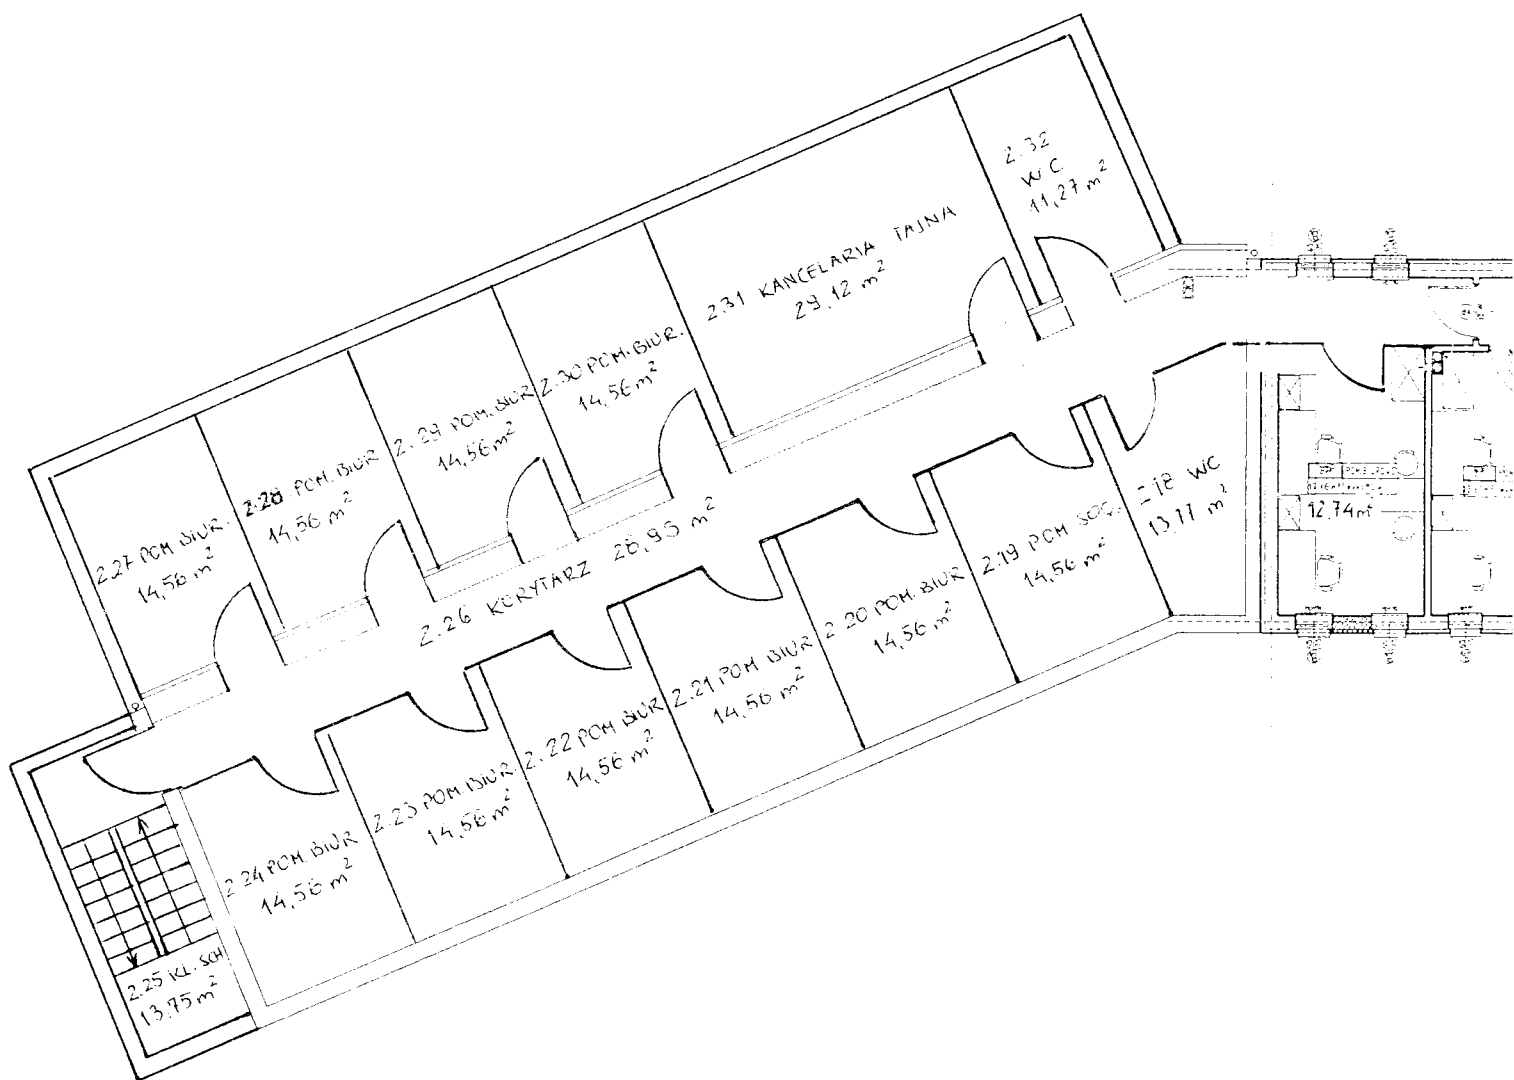 2.32
WC
11,27 m²
2.31 KANCELARIA TAJNA
29,12 m²
2.30 POM. BIUR.
14,56 m²
2.29 POM. BIUR
14,56 m²
2.28 POM. BIUR
14,56 m²
2.27 POM BIUR.
14,56 m²
2.26 KORYTARZ 26,95 m²
WC
13,77 m²
2.19 POM SOC.
14,56 m²
2 20 POM. BIUR
14,56 m²
2.21 POM BIUR
14,56 m²
2.22 POM BIUR
14,56 m²
2.23 POM. BIUR.
14,56 m²
2 24 POM. BIUR
14,56 m²
2.25 KL. SCH
13,75 m²
12,74 m²